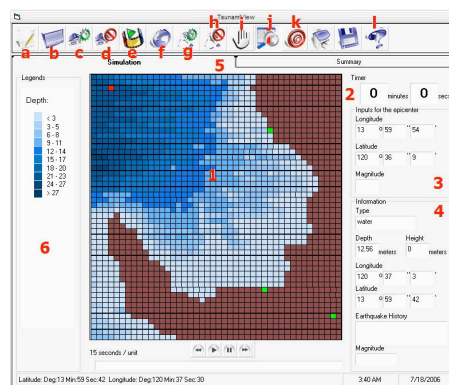 TsunamiView
h i j k l
a b c d e f g
Simulation 5 Summary
Legends
Depth:
< 3
3 - 5
6 - 8
9 - 11
12 - 14
15 - 17
18 - 20
21 - 23
24 - 27
> 27
6
1
15 seconds / unit
Timer
2 0 minutes 0 seco
Inputs for the epicenter
Longitude
13 º 59 ' 54 "
Latitude
120 º 36 ' 9 "
Magnitude
3
Information
Type 4
water
Depth Height
12.56 meters 0 meters
Longitude
120 º 37 ' 3 "
Latitude
13 º 59 ' 42 "
Earthquake History
Magnitude
Latitude: Deg:13 Min:59 Sec:42 Longitude: Deg:120 Min:37 Sec:30 3:40 AM 7/18/2006